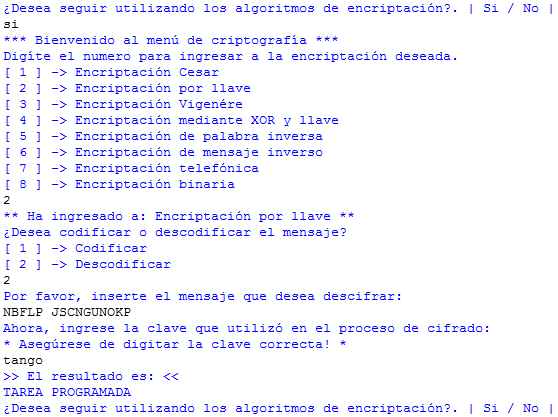 ¿Desea seguir utilizando los algoritmos de encriptación?. | Si / No |
si
*** Bienvenido al menú de criptografía ***
Digíte el numero para ingresar a la encriptación deseada.
[ 1 ] -> Encriptación Cesar
[ 2 ] -> Encriptación por llave
[ 3 ] -> Encriptación Vigenére
[ 4 ] -> Encriptación mediante XOR y llave
[ 5 ] -> Encriptación de palabra inversa
[ 6 ] -> Encriptación de mensaje inverso
[ 7 ] -> Encriptación telefónica
[ 8 ] -> Encriptación binaria
2
** Ha ingresado a: Encriptación por llave **
¿Desea codificar o descodificar el mensaje?
[ 1 ] -> Codificar
[ 2 ] -> Descodificar
2
Por favor, inserte el mensaje que desea descifrar:
NBFLP JSCNGUNOKP
Ahora, ingrese la clave que utilizó en el proceso de cifrado:
* Asegúrese de digitar la clave correcta! *
tango
>> El resultado es: <<
TAREA PROGRAMADA
¿Desea seguir utilizando los algoritmos de encriptación?. | Si / No |